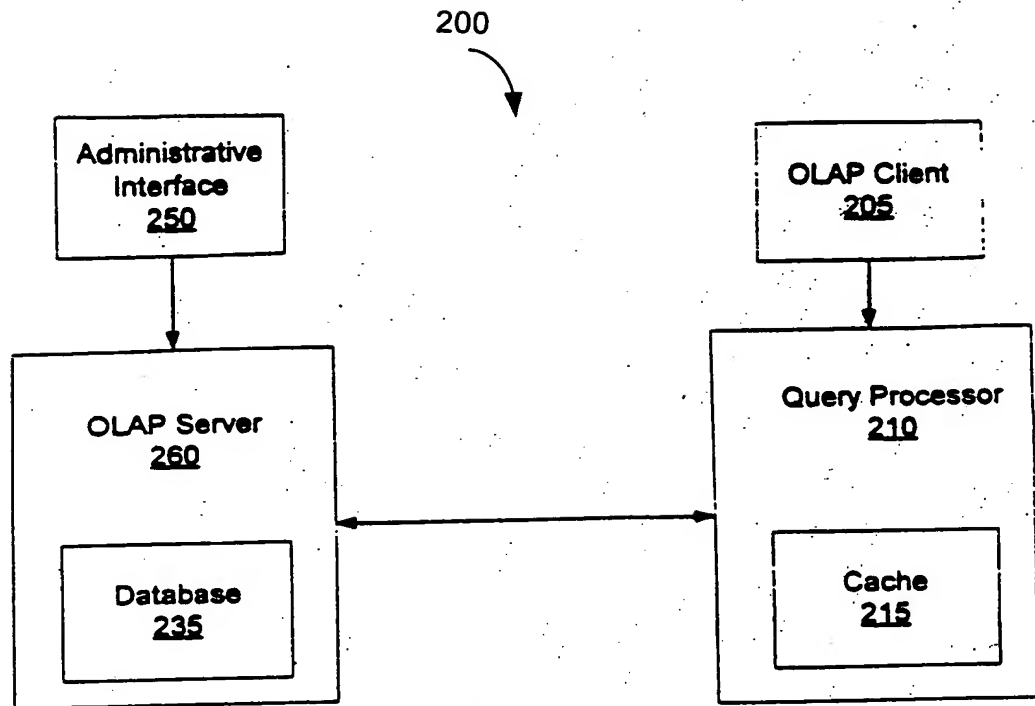 200
Administrative
Interface
250
OLAP Client
205
OLAP Server
260
Query Processor
210
Database
235
Cache
215